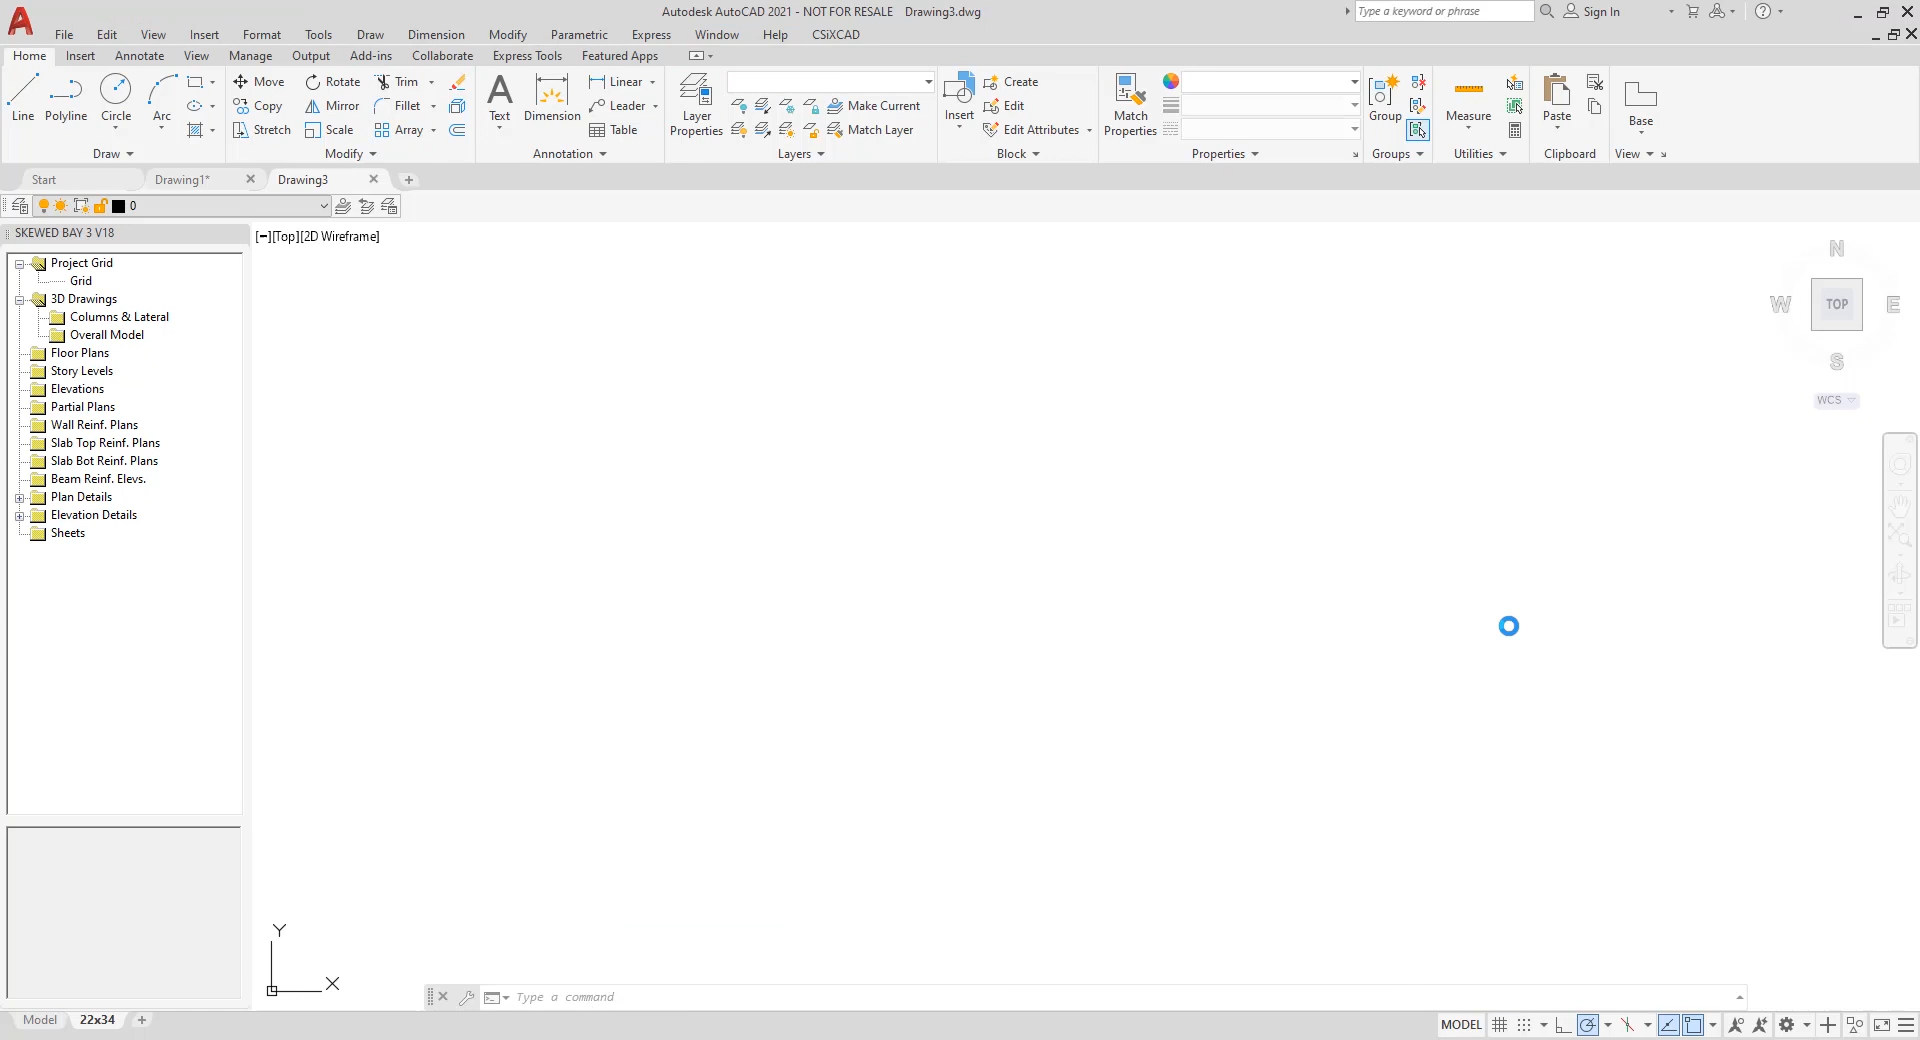 Autodesk AutoCAD 2021 - NOT FOR RESALE Drawing3.dwg
Type a keyword or phrase
Sign In
File Edit View Insert Format Tools Draw Dimension Modify Parametric Express Window Help CSiXCAD
Home Insert Annotate View Manage Output Add-ins Collaborate Express Tools Featured Apps
Line
Polyline
Circle
Arc
Draw
Move Rotate Trim
Copy Mirror Fillet
Stretch Scale Array
Modify
A
Text
Dimension
Linear
Leader
Table
Annotation
Layer
Properties
Make Current
Match Layer
Layers
Insert
Create
Edit
Edit Attributes
Block
Match
Properties
Properties
Group
Groups
Measure
Utilities
Paste
Clipboard
Base
View
Start Drawing1* Drawing3
0
SKEWED BAY 3 V18
[−][Top][2D Wireframe]
Project Grid
Grid
3D Drawings
Columns & Lateral
Overall Model
Floor Plans
Story Levels
Elevations
Partial Plans
Wall Reinf. Plans
Slab Top Reinf. Plans
Slab Bot Reinf. Plans
Beam Reinf. Elevs.
Plan Details
Elevation Details
Sheets
N
W TOP E
S
WCS
Y
X
Type a command
Model 22x34
MODEL